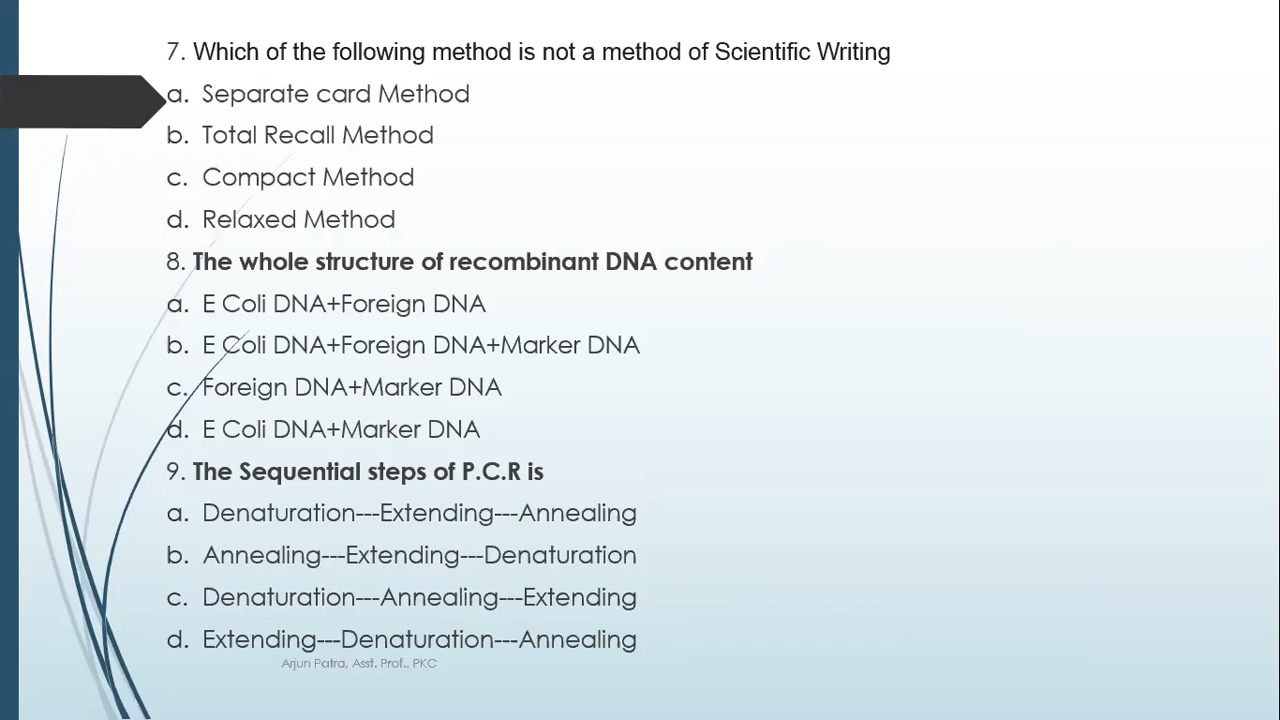 7. Which of the following method is not a method of Scientific Writing
a. Separate card Method
b. Total Recall Method
c. Compact Method
d. Relaxed Method
8. The whole structure of recombinant DNA content
a. E Coli DNA+Foreign DNA
b. E Coli DNA+Foreign DNA+Marker DNA
c. Foreign DNA+Marker DNA
d. E Coli DNA+Marker DNA
9. The Sequential steps of P.C.R is
a. Denaturation---Extending---Annealing
b. Annealing---Extending---Denaturation
c. Denaturation---Annealing---Extending
d. Extending---Denaturation---Annealing
Arjun Patra, Asst. Prof., PKC